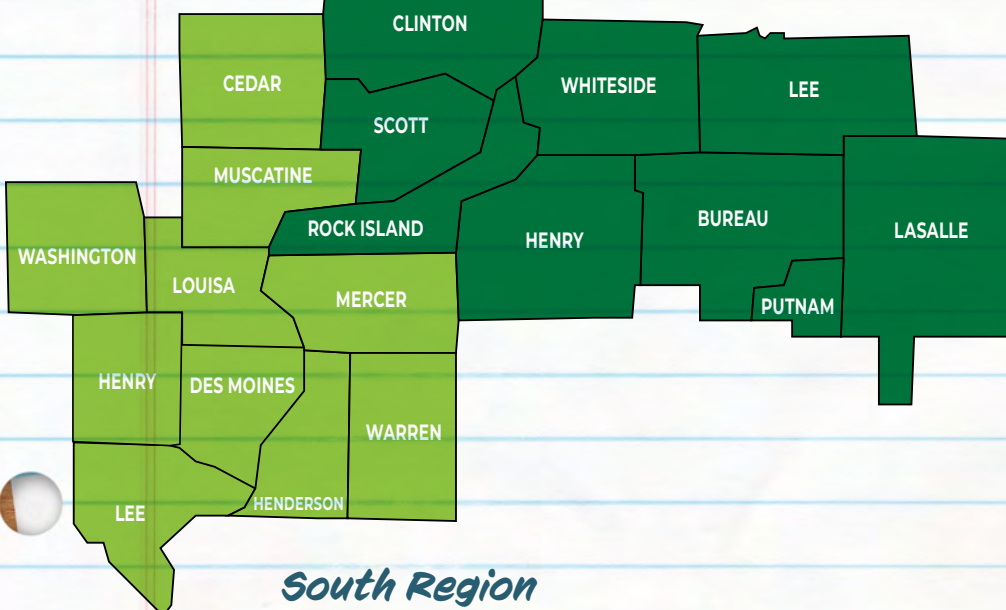 CLINTON
CEDAR
WHITESIDE
LEE
SCOTT
MUSCATINE
BUREAU
ROCK ISLAND
LASALLE
HENRY
WASHINGTON
LOUISA
MERCER
PUTNAM
HENRY
DES MOINES
WARREN
HENDERSON
LEE
South Region